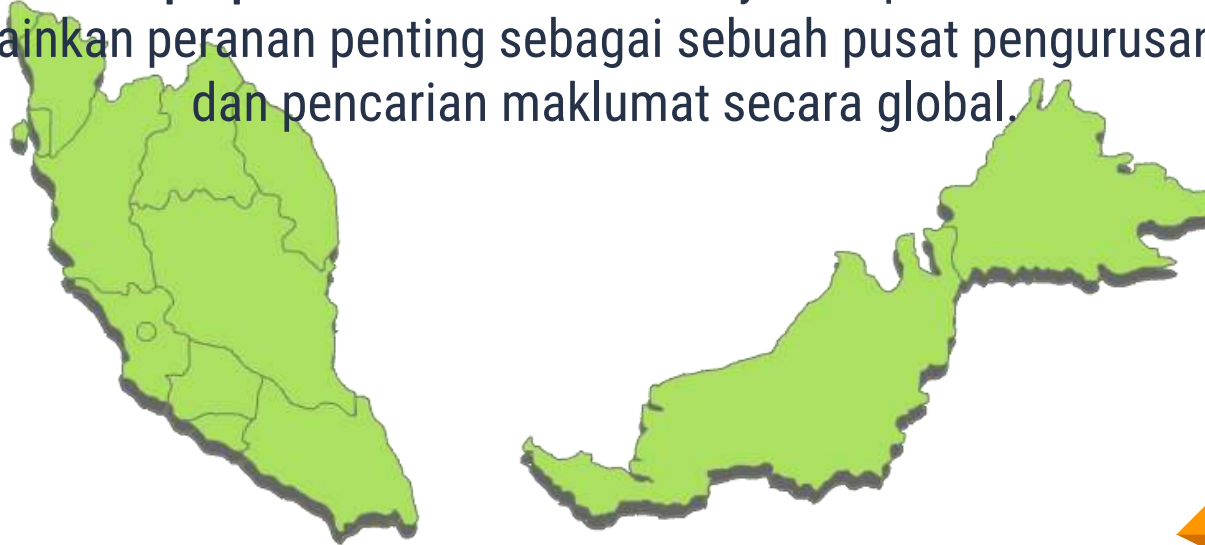 ainkan peranan penting sebagai sebuah pusat pengurusan
dan pencarian maklumat secara global.